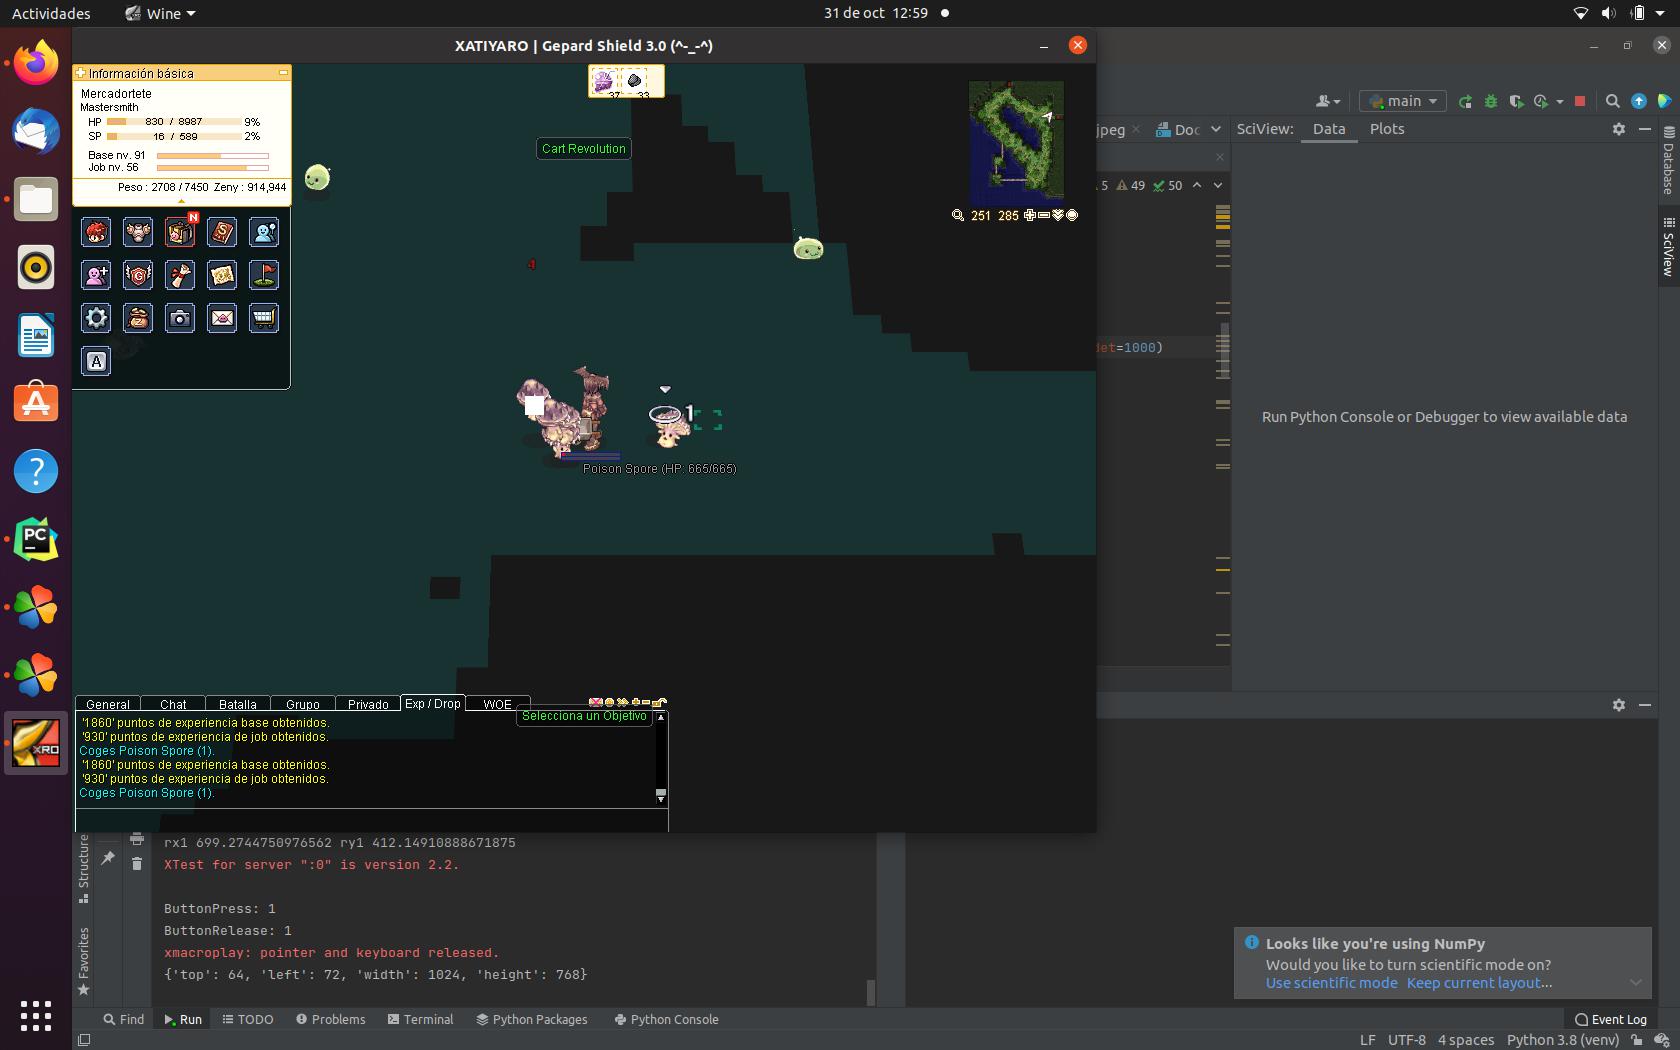 Actividades
Wine
31 de oct 12:59
XATIYARO | Gepard Shield 3.0 (^-_-^)
Información básica
Mercadortete
Mastersmith
HP 830 / 8987 9%
SP 16 / 589 2%
Base nv. 91
Job nv. 56
Peso : 2708 / 7450 Zeny : 914,944
N
S
G
Z
A
37 33
Cart Revolution
4
251 285
1
Poison Spore (HP: 665/665)
General Chat Batalla Grupo Privado Exp / Drop WOE
Selecciona un Objetivo
'1860' puntos de experiencia base obtenidos.
'930' puntos de experiencia de job obtenidos.
Coges Poison Spore (1).
'1860' puntos de experiencia base obtenidos.
'930' puntos de experiencia de job obtenidos.
Coges Poison Spore (1).
PC
XRO
main
jpeg
Doc
SciView: Data Plots
5 49 50
det=1000)
Database
SciView
Run Python Console or Debugger to view available data
Structure
Favorites
rx1 699.2744750976562 ry1 412.14910888671875
XTest for server ":0" is version 2.2.
ButtonPress: 1
ButtonRelease: 1
xmacroplay: pointer and keyboard released.
{'top': 64, 'left': 72, 'width': 1024, 'height': 768}
Looks like you're using NumPy
Would you like to turn scientific mode on?
Use scientific mode Keep current layout...
Find Run TODO Problems Terminal Python Packages Python Console
Event Log
LF UTF-8 4 spaces Python 3.8 (venv)